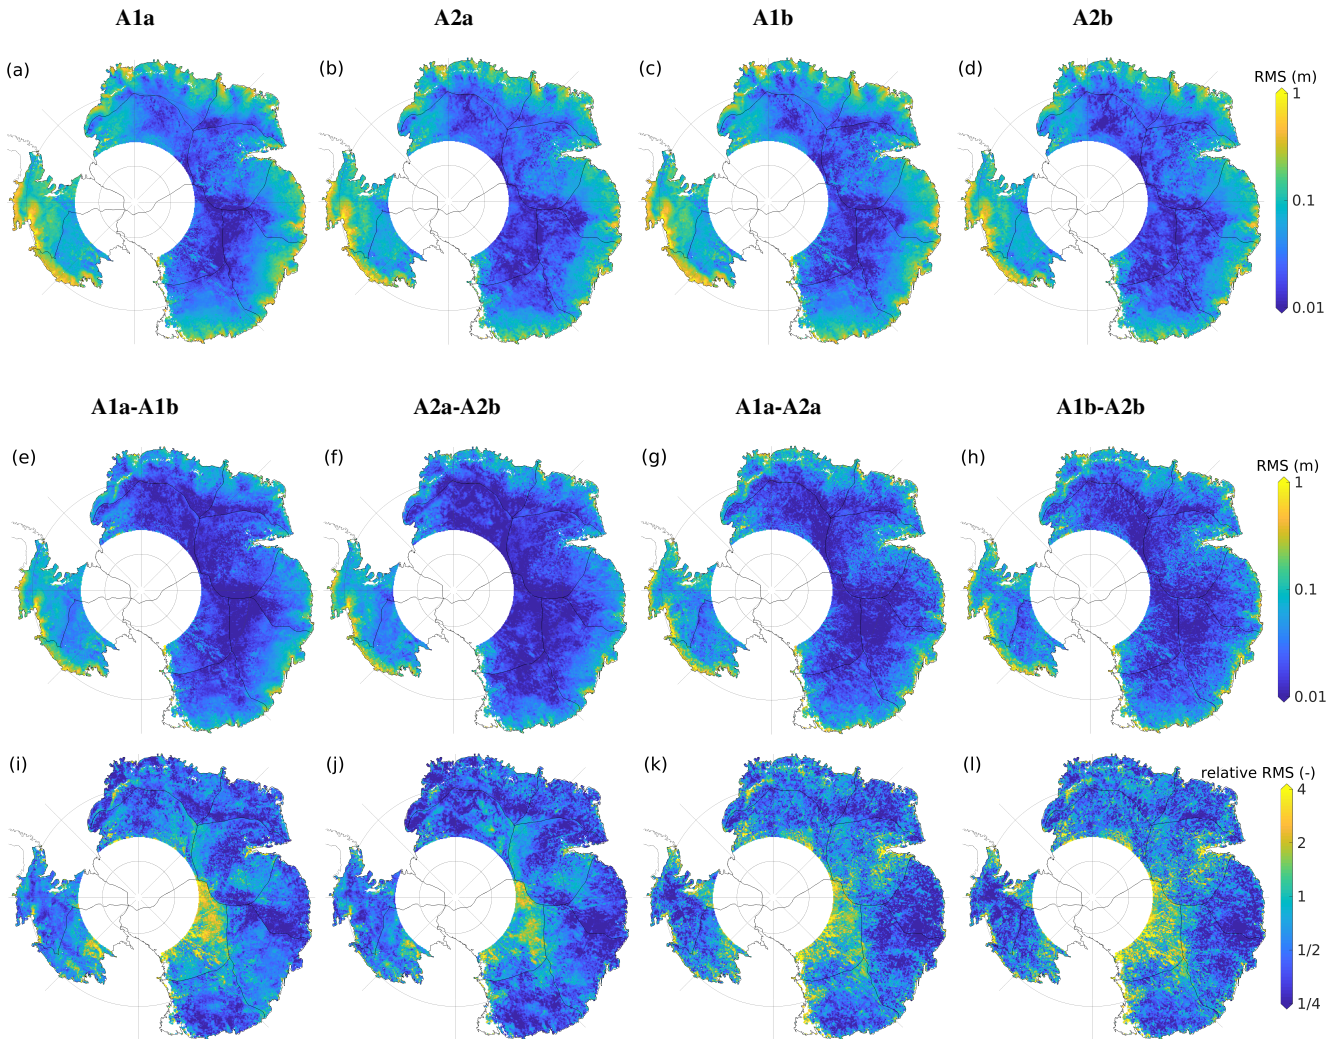 A1a A2a A1b A2b
(a) (b) (c) (d) RMS (m)
1
0.1
0.01
A1a-A1b A2a-A2b A1a-A2a A1b-A2b
(e) (f) (g) (h) RMS (m)
1
0.1
0.01
(i) (j) (k) (l) relative RMS (-)
4
2
1
1/2
1/4